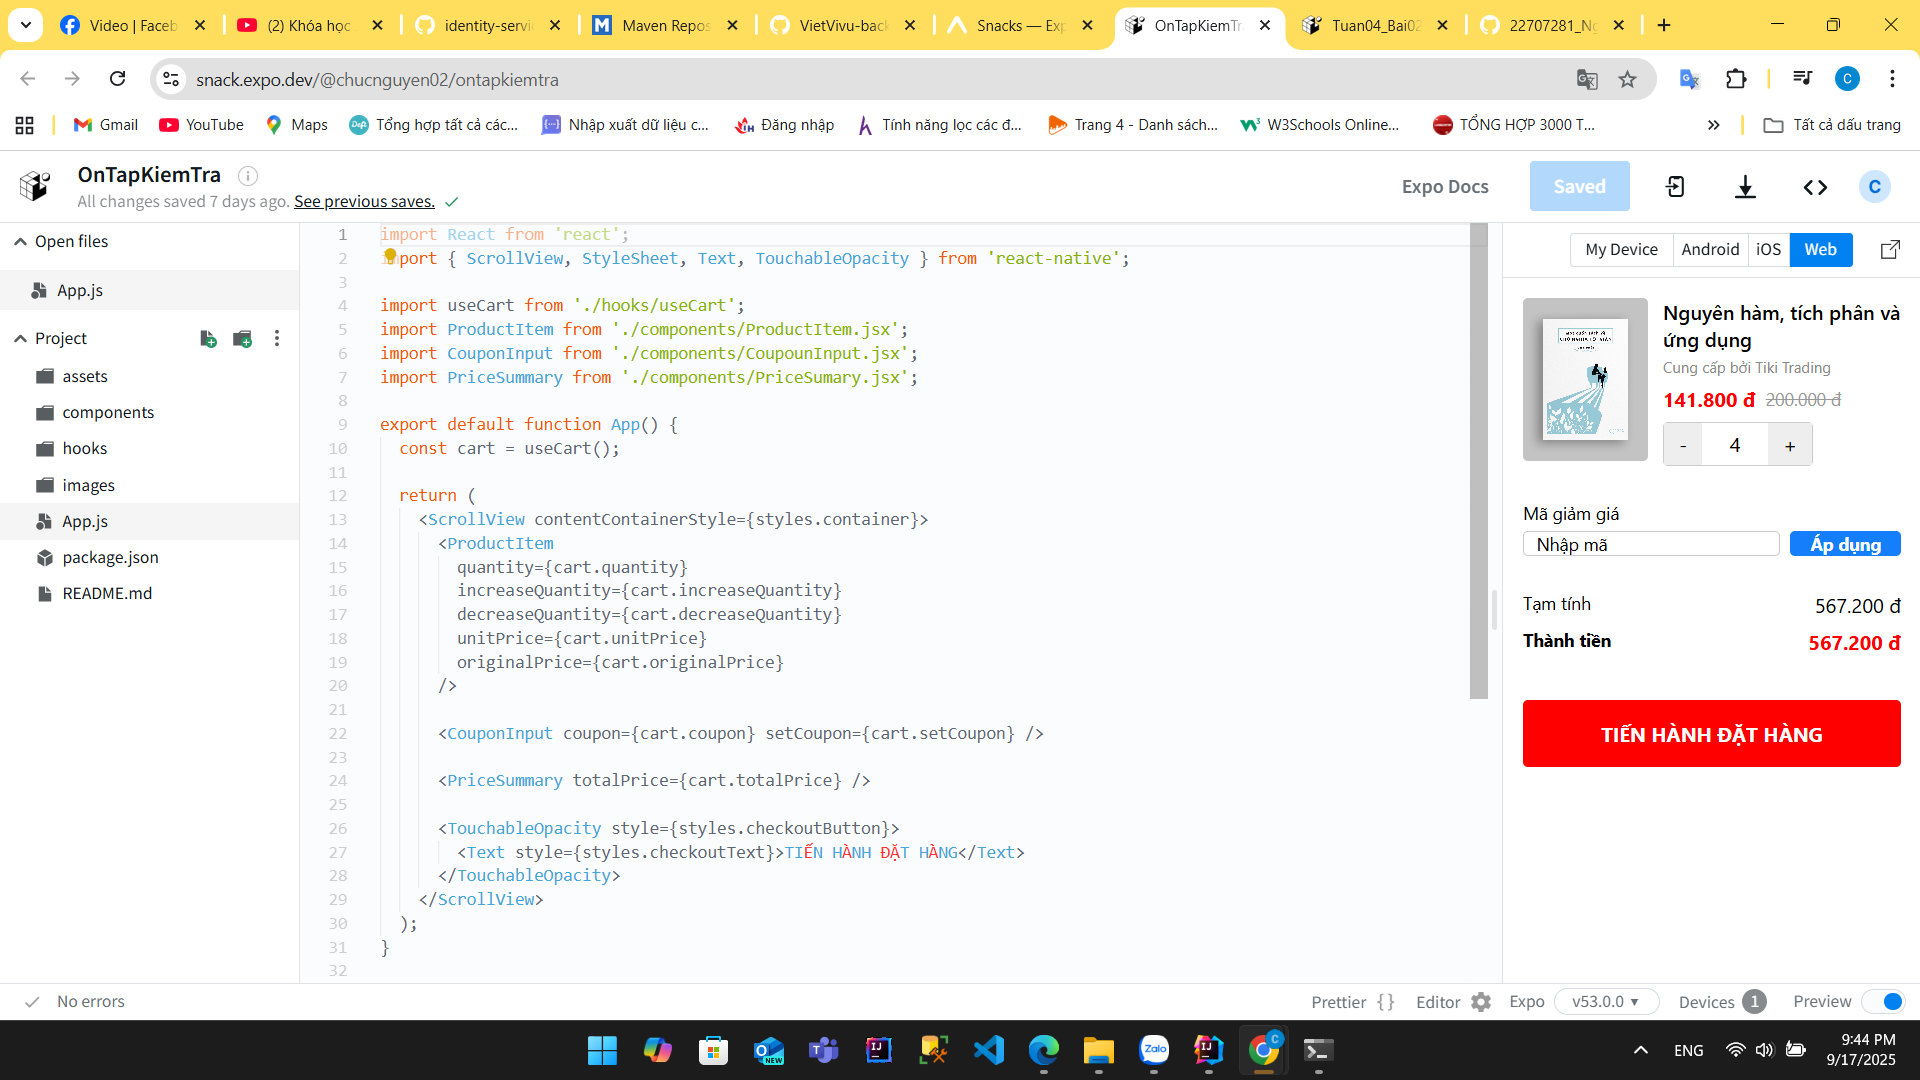 Video | Faceb
(2) Khóa học
identity-servi
Maven Repos
VietVivu-back
Snacks — Exp
OnTapKiemTr
Tuan04_Bai02
22707281_Ng
snack.expo.dev/@chucnguyen02/ontapkiemtra
C
Gmail
YouTube
Maps
Tổng hợp tất cả các...
Nhập xuất dữ liệu c...
Đăng nhập
Tính năng lọc các đ...
Trang 4 - Danh sách...
W3Schools Online...
TỔNG HỢP 3000 T...
Tất cả dấu trang
OnTapKiemTra
All changes saved 7 days ago. See previous saves.
Expo Docs
Saved
C
Open files
App.js
Project
assets
components
hooks
images
App.js
package.json
README.md
1 import React from 'react';
2 import { ScrollView, StyleSheet, Text, TouchableOpacity } from 'react-native';
3
4 import useCart from './hooks/useCart';
5 import ProductItem from './components/ProductItem.jsx';
6 import CouponInput from './components/CoupounInput.jsx';
7 import PriceSummary from './components/PriceSumary.jsx';
8
9 export default function App() {
10 const cart = useCart();
11
12 return (
13 <ScrollView contentContainerStyle={styles.container}>
14 <ProductItem
15 quantity={cart.quantity}
16 increaseQuantity={cart.increaseQuantity}
17 decreaseQuantity={cart.decreaseQuantity}
18 unitPrice={cart.unitPrice}
19 originalPrice={cart.originalPrice}
20 />
21
22 <CouponInput coupon={cart.coupon} setCoupon={cart.setCoupon} />
23
24 <PriceSummary totalPrice={cart.totalPrice} />
25
26 <TouchableOpacity style={styles.checkoutButton}>
27 <Text style={styles.checkoutText}>TIẾN HÀNH ĐẶT HÀNG</Text>
28 </TouchableOpacity>
29 </ScrollView>
30 );
31 }
32
My Device
Android
iOS
Web
Nguyên hàm, tích phân và
ứng dụng
Cung cấp bởi Tiki Trading
141.800 đ 200.000 đ
- 4 +
Mã giảm giá
Nhập mã
Áp dụng
Tạm tính 567.200 đ
Thành tiền 567.200 đ
TIẾN HÀNH ĐẶT HÀNG
No errors
Prettier { }
Editor
Expo
v53.0.0
Devices 1
Preview
ENG
9:44 PM
9/17/2025